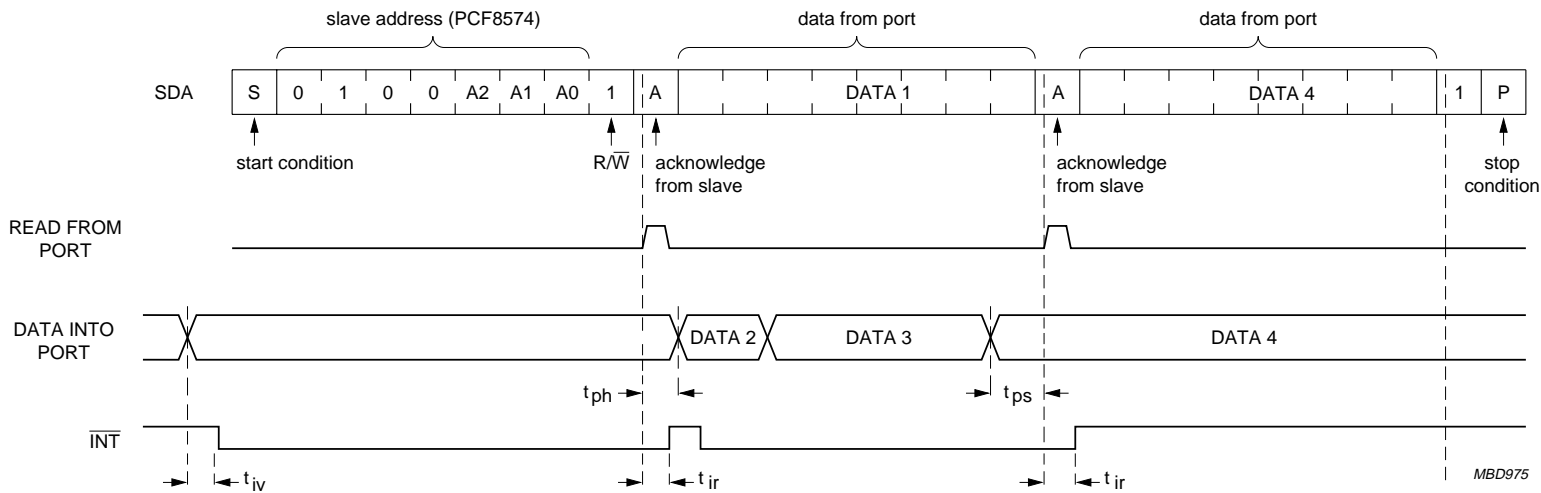 slave address (PCF8574) data from port data from port
SDA S 0 1 0 0 A2 A1 A0 1 A DATA 1 A DATA 4 1 P
start condition R/W̅ acknowledge from slave acknowledge from slave stop condition
READ FROM
PORT
DATA INTO
PORT
DATA 2 DATA 3 DATA 4
t ph t ps
I̅N̅T̅
t iv t ir t ir
MBD975